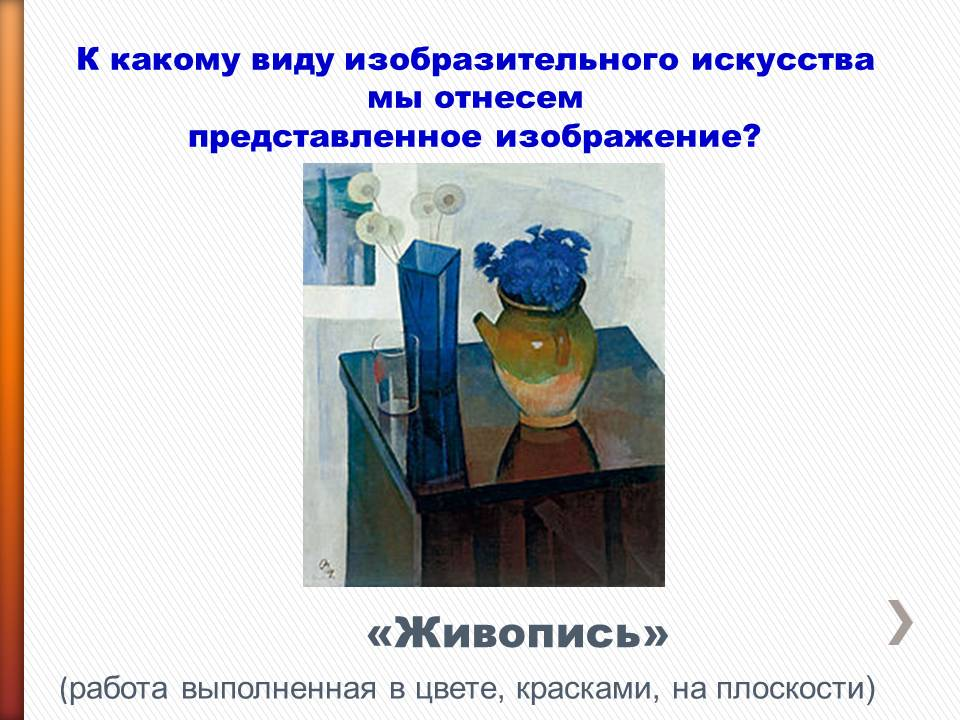 К какому виду изобразительного искусства
мы отнесем
представленное изображение?
«Живопись»
(работа выполненная в цвете, красками, на плоскости)